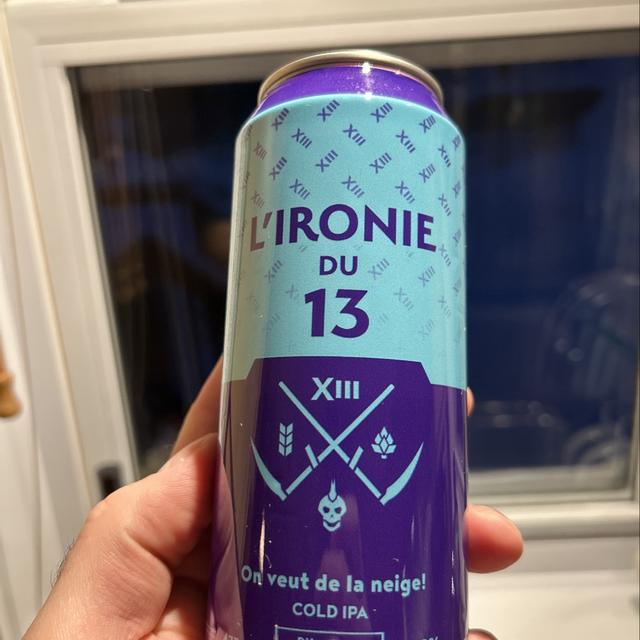 L'IRONIE
DU
13
XIII
On veut de la neige!
COLD IPA